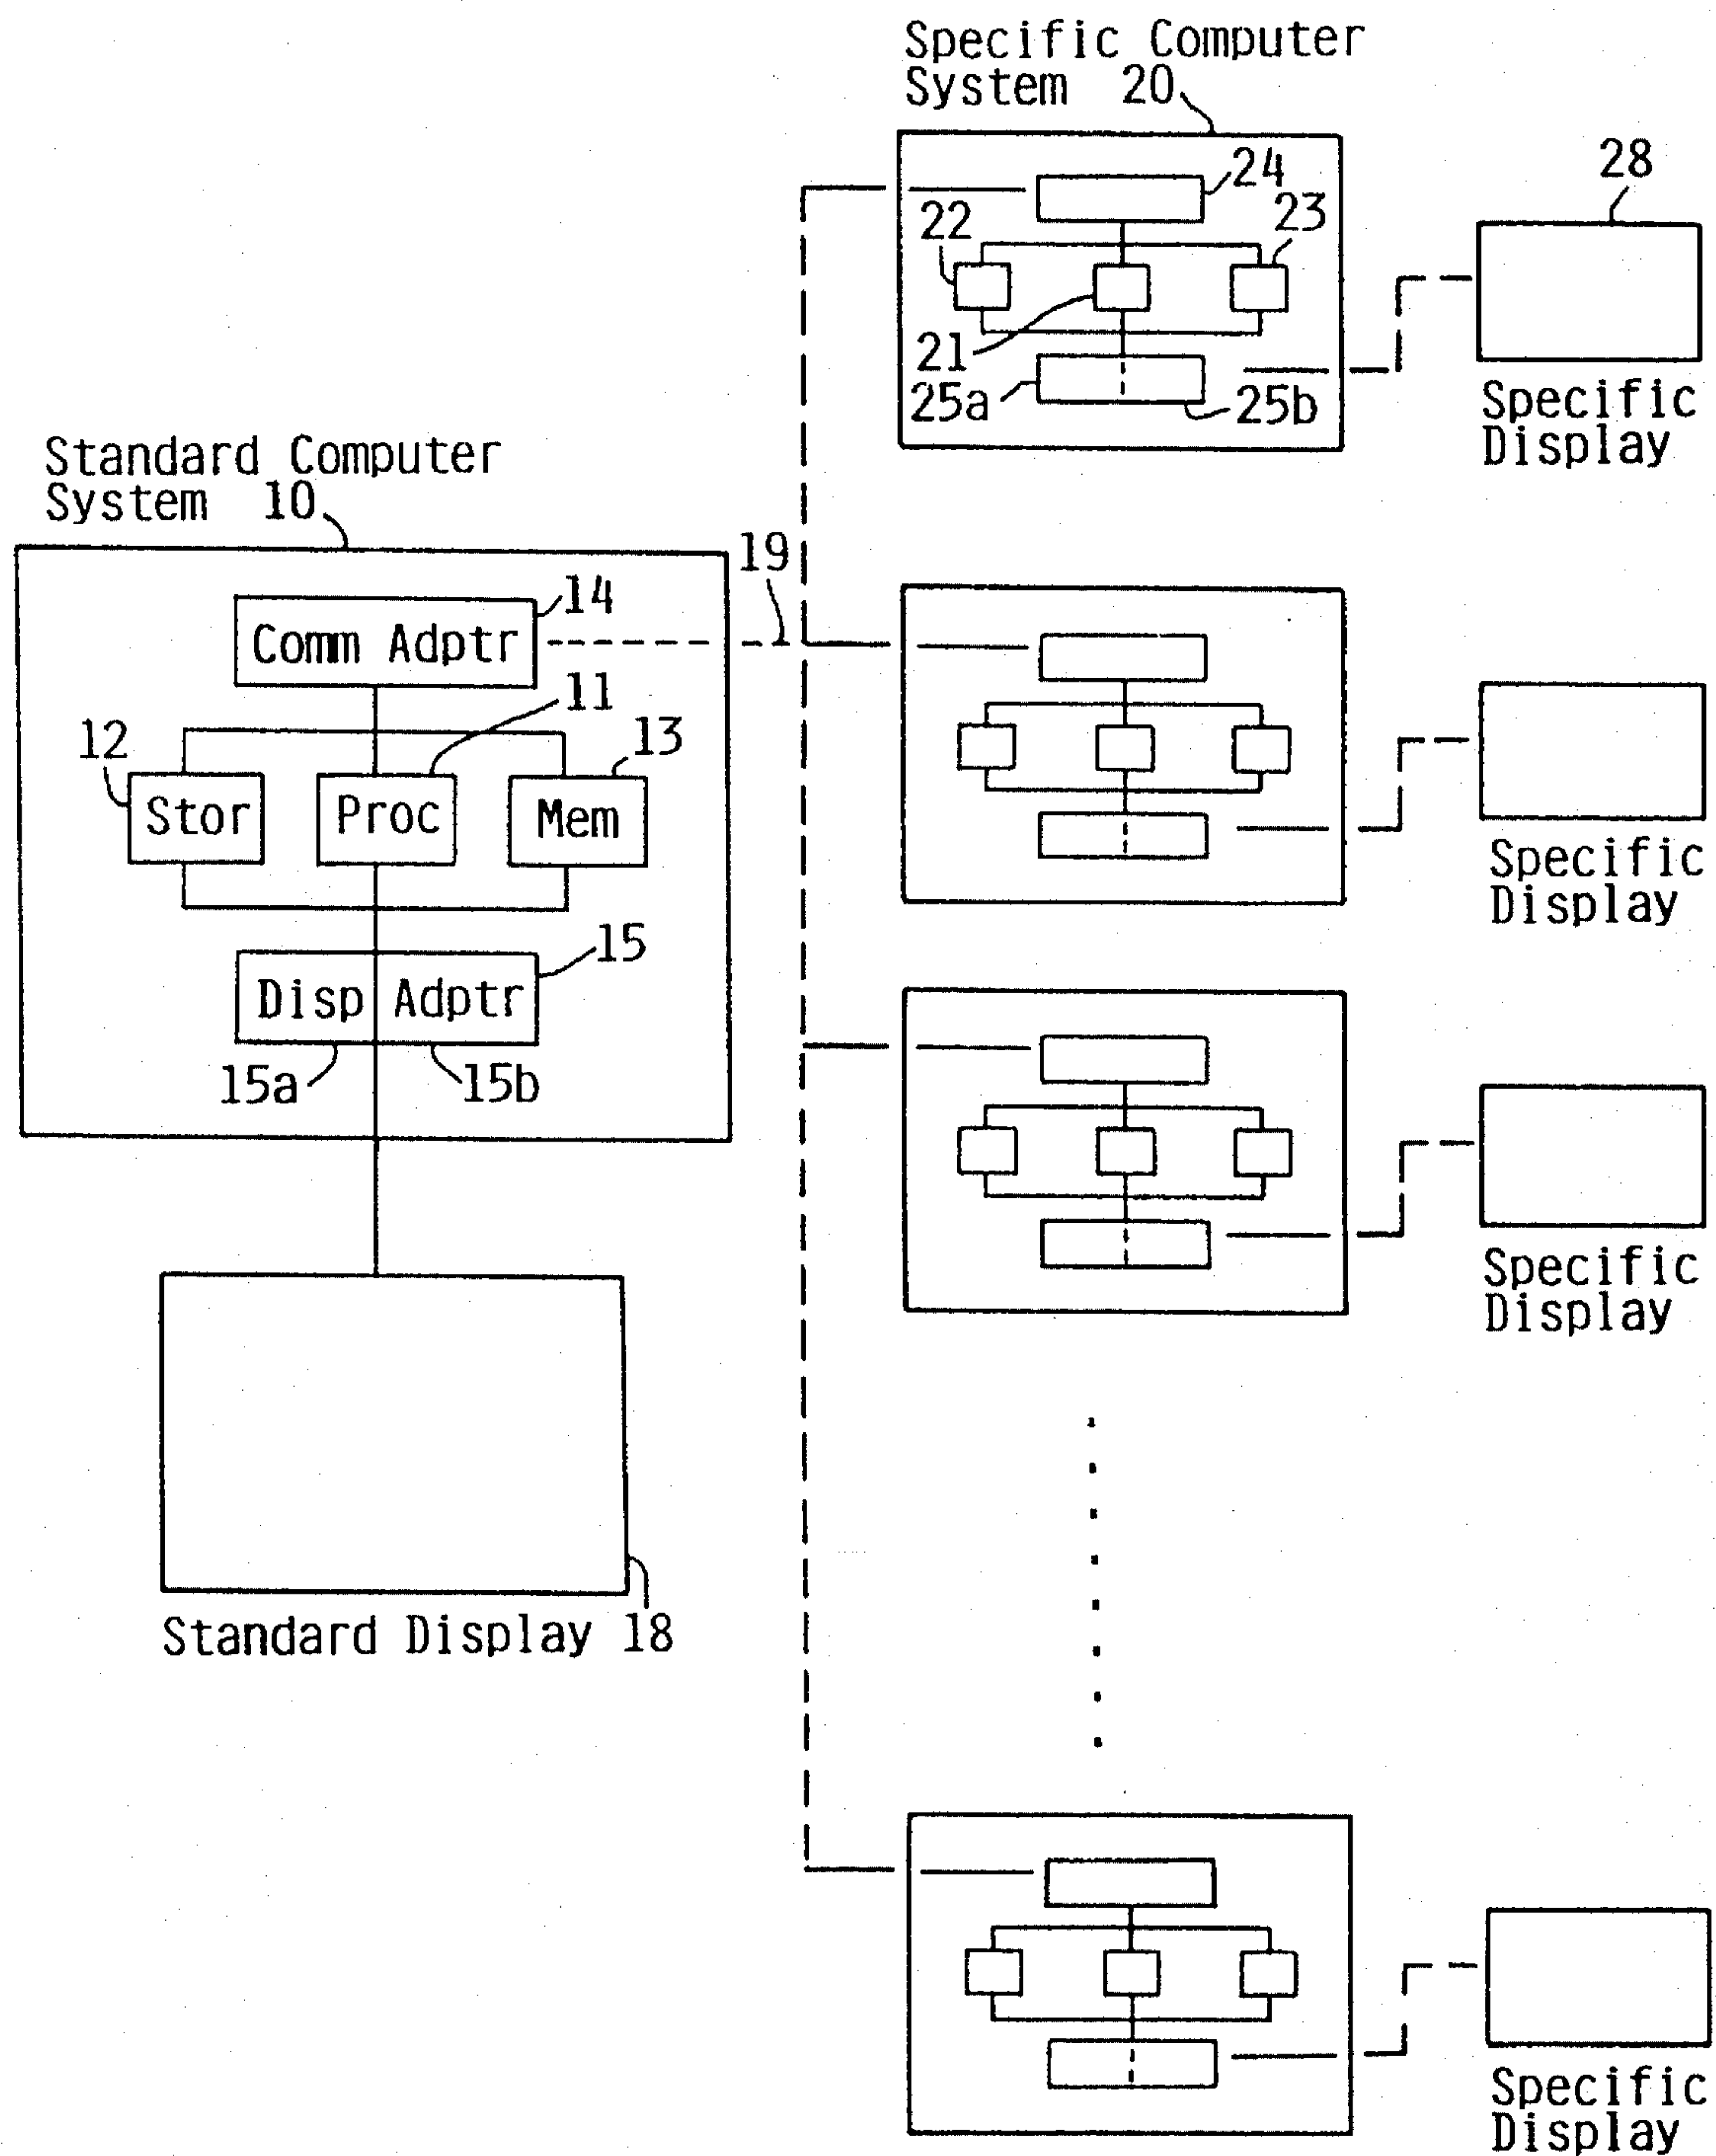 Specific Computer
System 20
24
22
23
21
25a
25b
28
Specific
Display
Standard Computer
System 10
19
14
Comm Adptr
11
12
13
Stor
Proc
Mem
15
Disp Adptr
15a
15b
Standard Display 18
Specific
Display
Specific
Display
Specific
Display